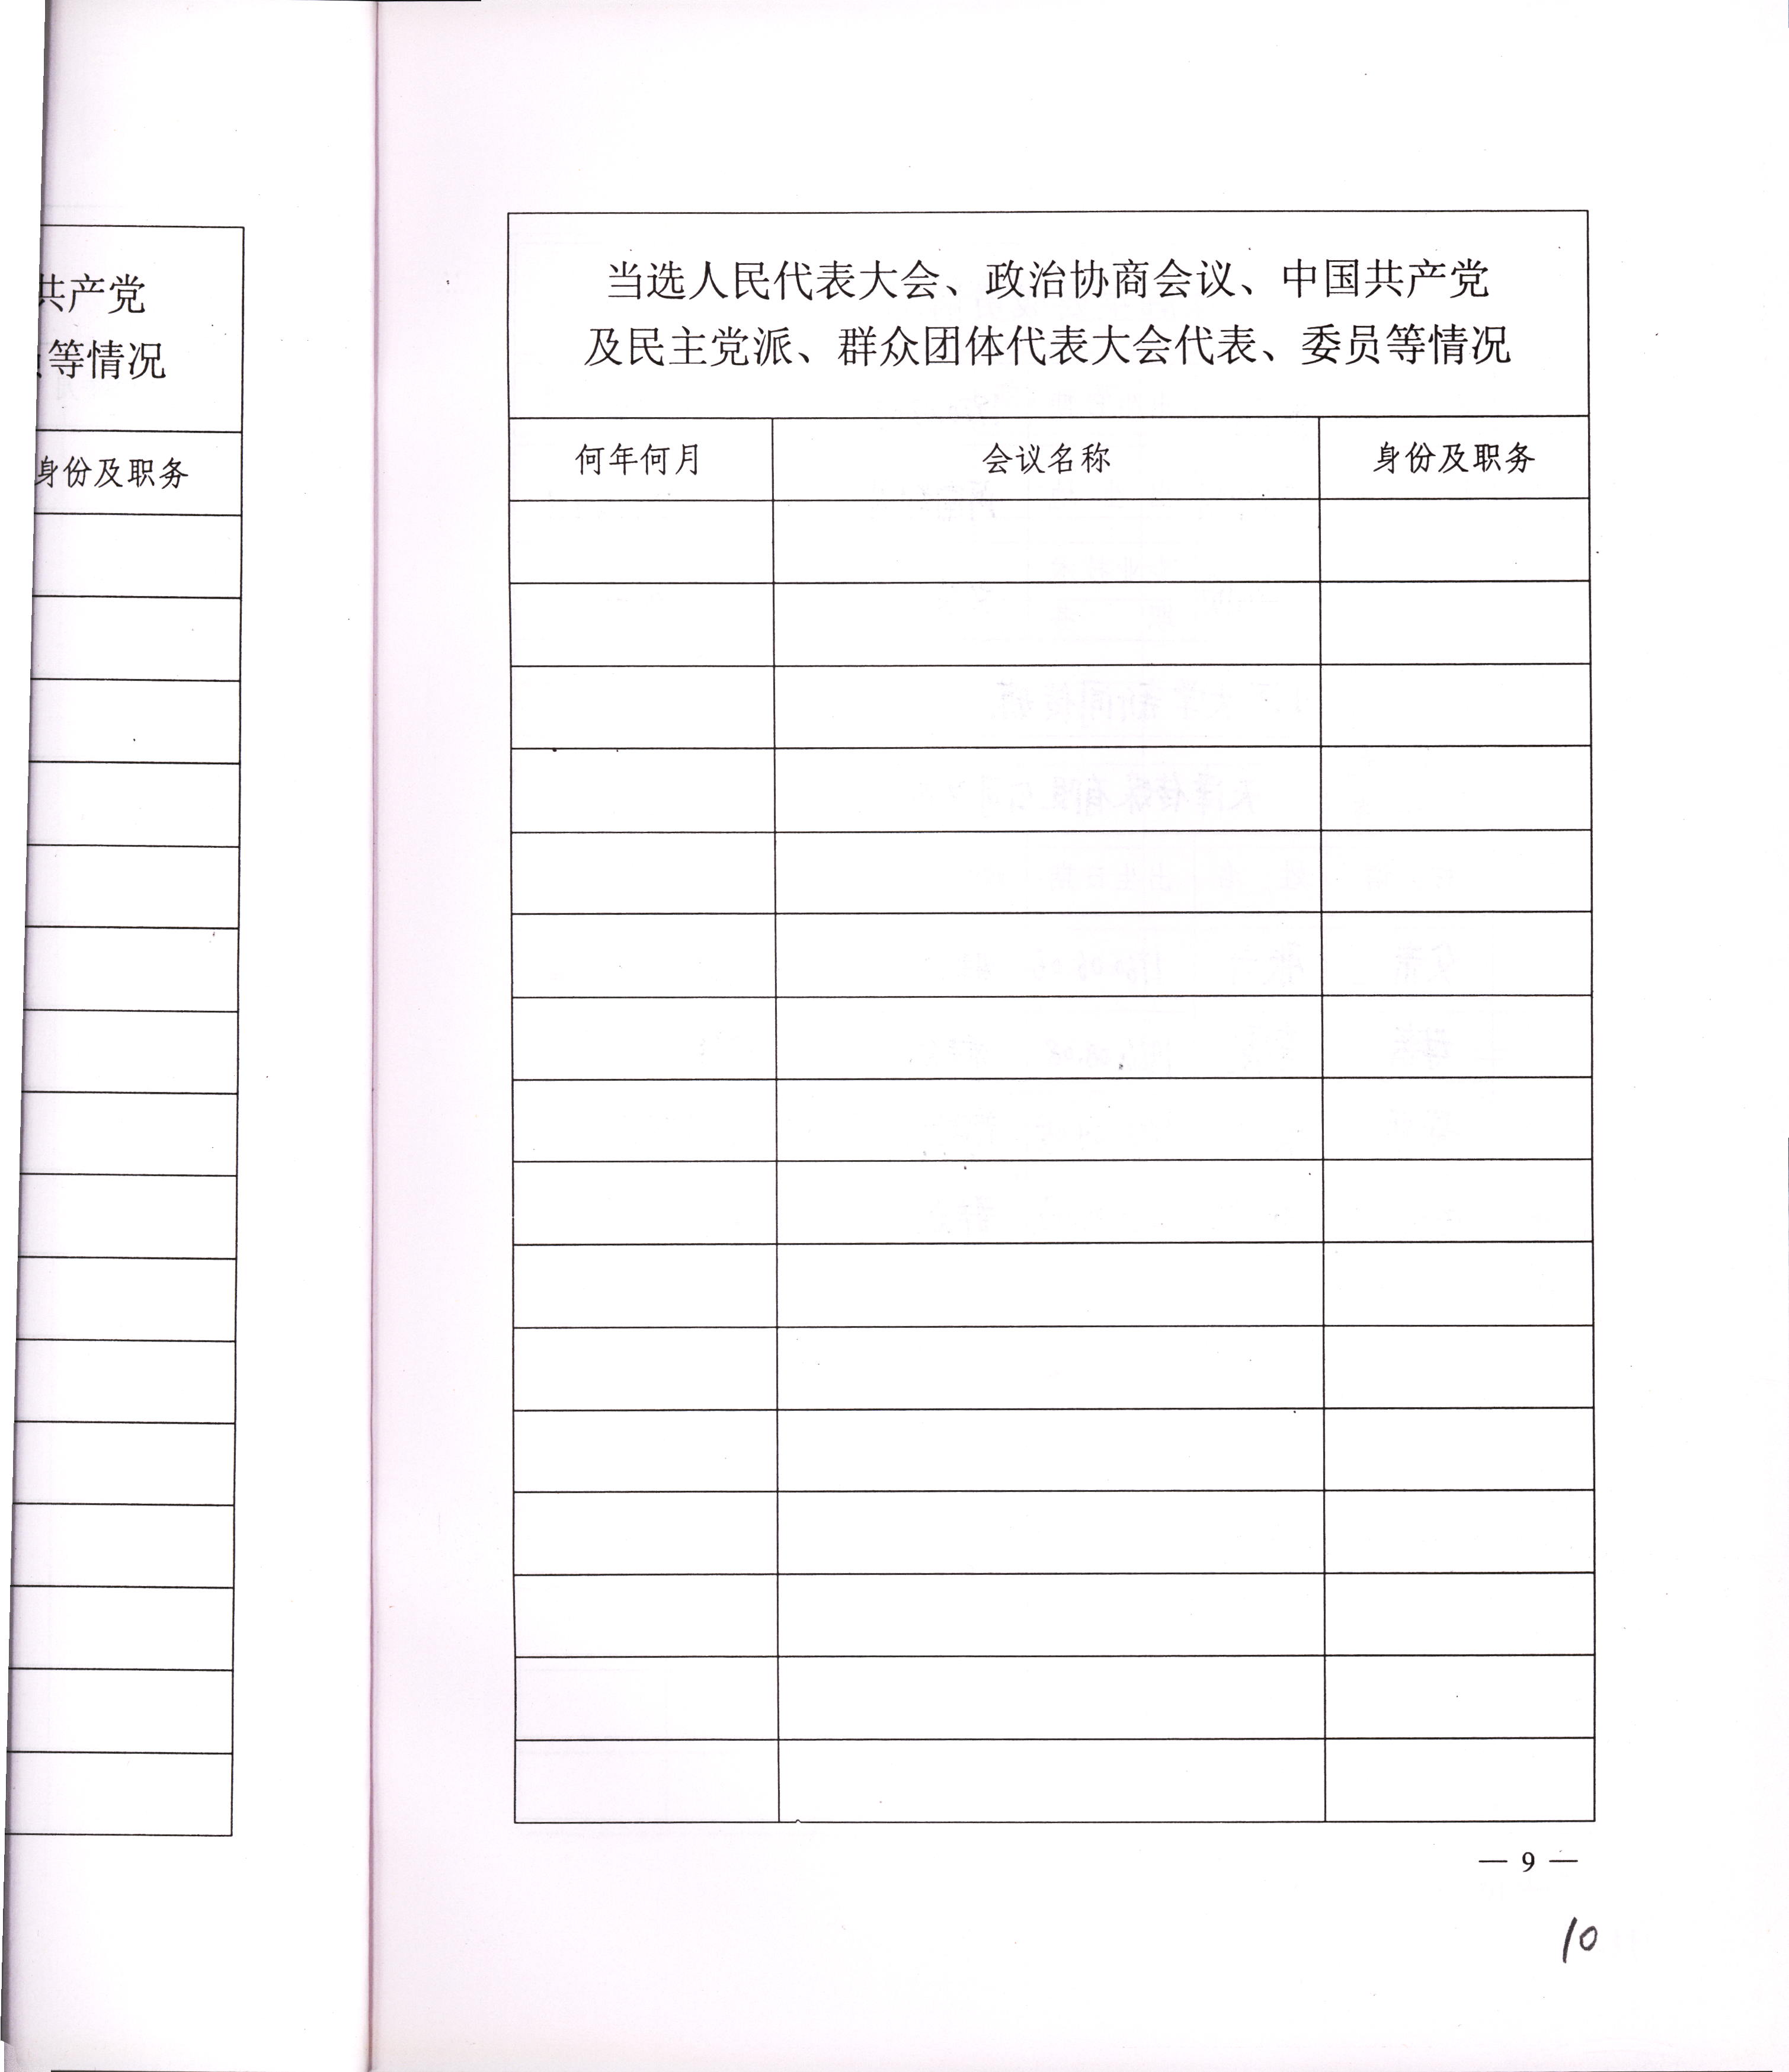 共产党
等情况
身份及职务
当选人民代表大会、政治协商会议、中国共产党
及民主党派、群众团体代表大会代表、委员等情况
何年何月 会议名称 身份及职务
— 9 —
10